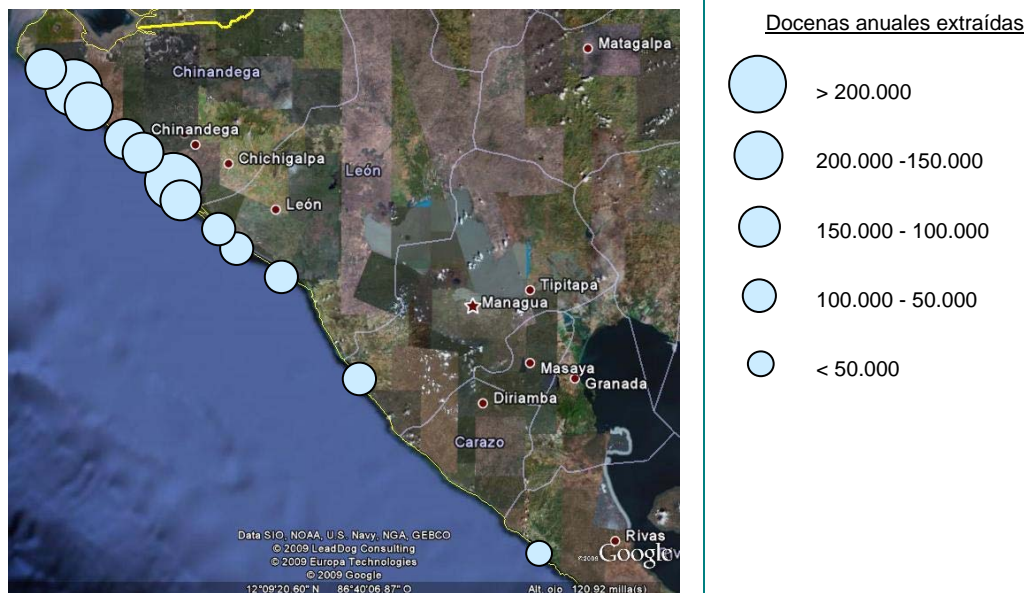 Matagalpa
Chinandega
Chinandega
Chichigalpa
León
León
Tipitapa
Managua
Masaya
Granada
Diriamba
Carazo
Rivas
Data SIO, NOAA, U.S. Navy, NGA, GEBCO
© 2009 LeadDog Consulting
© 2009 Europa Technologies
© 2009 Google
©2009 Google
12°09'20.60" N 86°40'06.87" O
Alt. ojo 120.92 milla(s)
Docenas anuales extraídas
> 200.000
200.000 -150.000
150.000 - 100.000
100.000 - 50.000
< 50.000